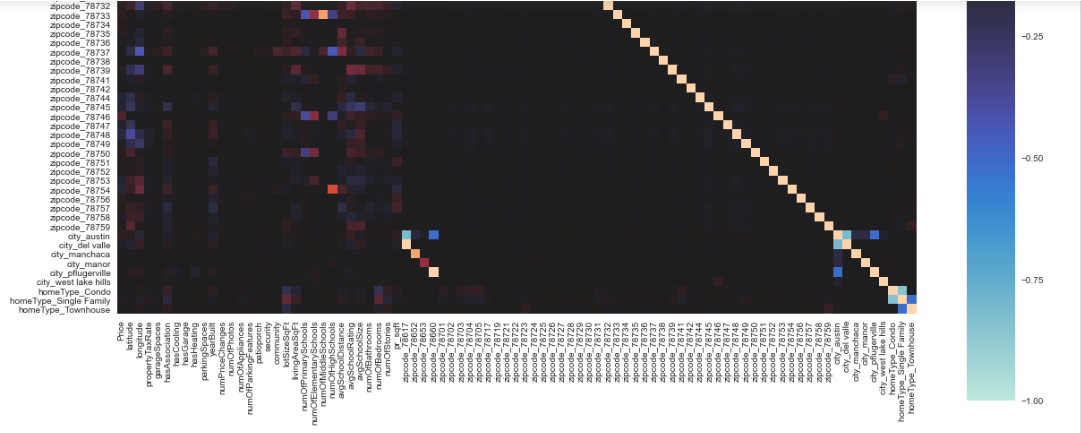 zipcode_78732
zipcode_78733
zipcode_78734
zipcode_78735
zipcode_78736
zipcode_78737
zipcode_78738
zipcode_78739
zipcode_78741
zipcode_78742
zipcode_78744
zipcode_78745
zipcode_78746
zipcode_78747
zipcode_78748
zipcode_78749
zipcode_78750
zipcode_78751
zipcode_78752
zipcode_78753
zipcode_78754
zipcode_78756
zipcode_78757
zipcode_78758
zipcode_78759
city_austin
city_del valle
city_manchaca
city_manor
city_pflugerville
city_west lake hills
homeType_Condo
homeType_Single Family
homeType_Townhouse
Price
latitude
longitude
propertyTaxRate
garageSpaces
hasAssociation
hasCooling
hasGarage
hasHeating
parkingSpaces
yearBuilt
numPriceChanges
numOfPhotos
numOfAppliances
numOfParkingFeatures
patioporch
security
community
lotSizeSqFt
livingAreaSqFt
numOfPrimarySchools
numOfElementarySchools
numOfMiddleSchools
numOfHighSchools
avgSchoolDistance
avgSchoolRating
avgSchoolSize
numOfBathrooms
numOfBedrooms
numOfStories
pr_sqft
zipcode_78617
zipcode_78652
zipcode_78653
zipcode_78660
zipcode_78701
zipcode_78702
zipcode_78703
zipcode_78704
zipcode_78705
zipcode_78717
zipcode_78719
zipcode_78721
zipcode_78722
zipcode_78723
zipcode_78724
zipcode_78725
zipcode_78726
zipcode_78727
zipcode_78728
zipcode_78729
zipcode_78730
zipcode_78731
zipcode_78732
zipcode_78733
zipcode_78734
zipcode_78735
zipcode_78736
zipcode_78737
zipcode_78738
zipcode_78739
zipcode_78741
zipcode_78742
zipcode_78744
zipcode_78745
zipcode_78746
zipcode_78747
zipcode_78748
zipcode_78749
zipcode_78750
zipcode_78751
zipcode_78752
zipcode_78753
zipcode_78754
zipcode_78756
zipcode_78757
zipcode_78758
zipcode_78759
city_austin
city_del valle
city_manchaca
city_manor
city_pflugerville
city_west lake hills
homeType_Condo
homeType_Single Family
homeType_Townhouse
−0.25
−0.50
−0.75
−1.00